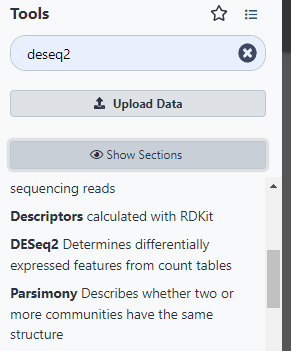 Tools
deseq2
Upload Data
Show Sections
sequencing reads
Descriptors calculated with RDKit
DESeq2 Determines differentially
expressed features from count tables
Parsimony Describes whether two or
more communities have the same
structure